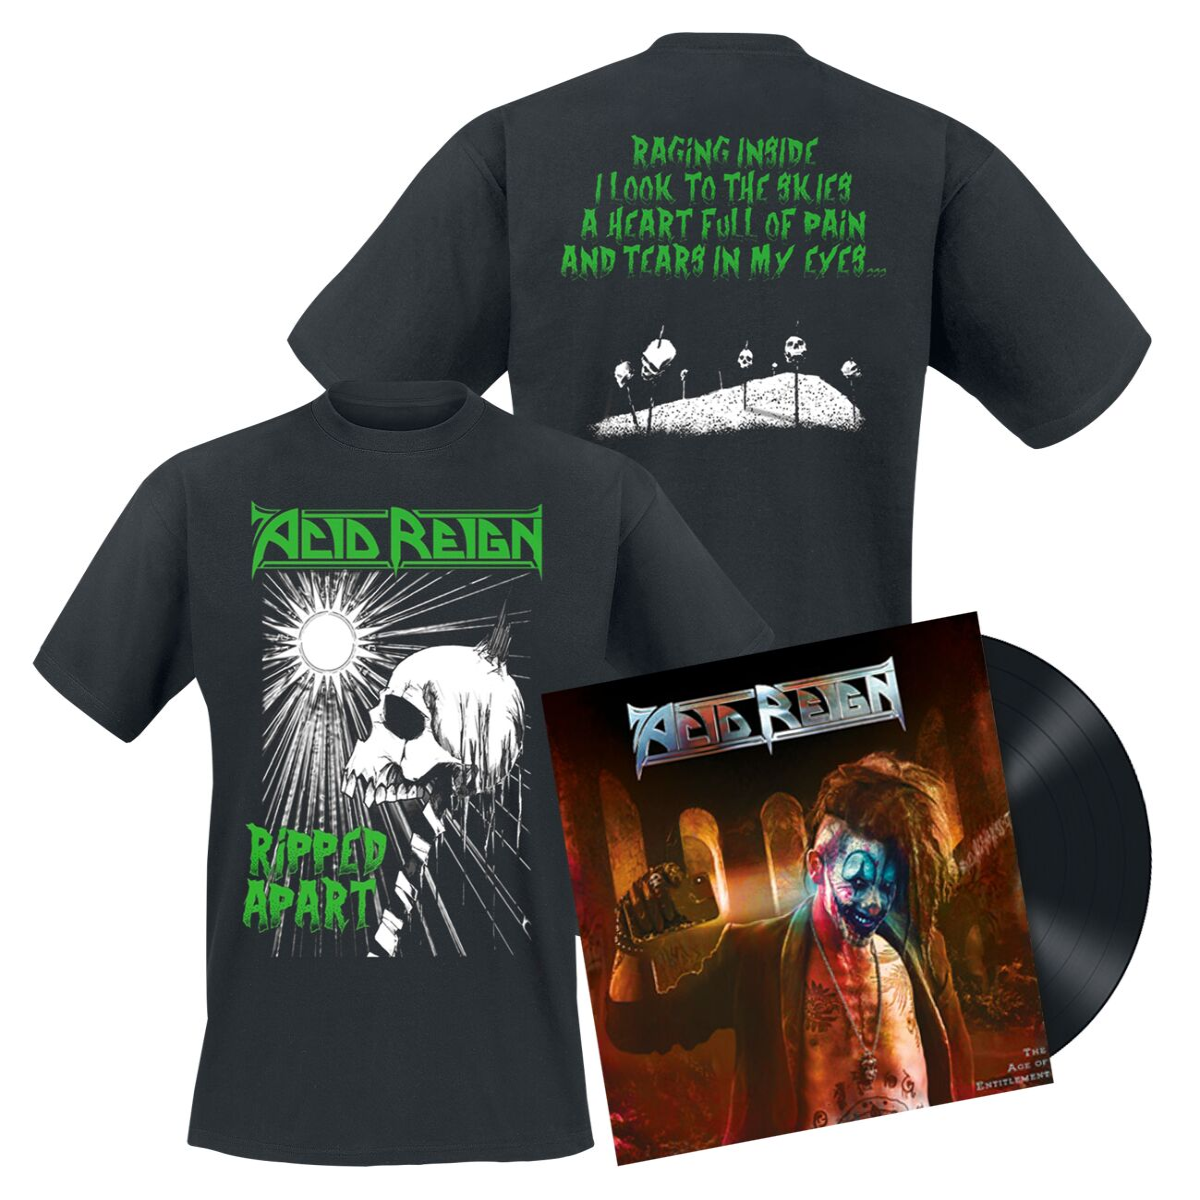 RAGING INSIDE
I LOOK TO THE SKIES
A HEART FULL OF PAIN
AND TEARS IN MY EYES...
ACID REIGN
RIPPED
APART
ACID REIGN
THE
AGE OF
ENTITLEMENT